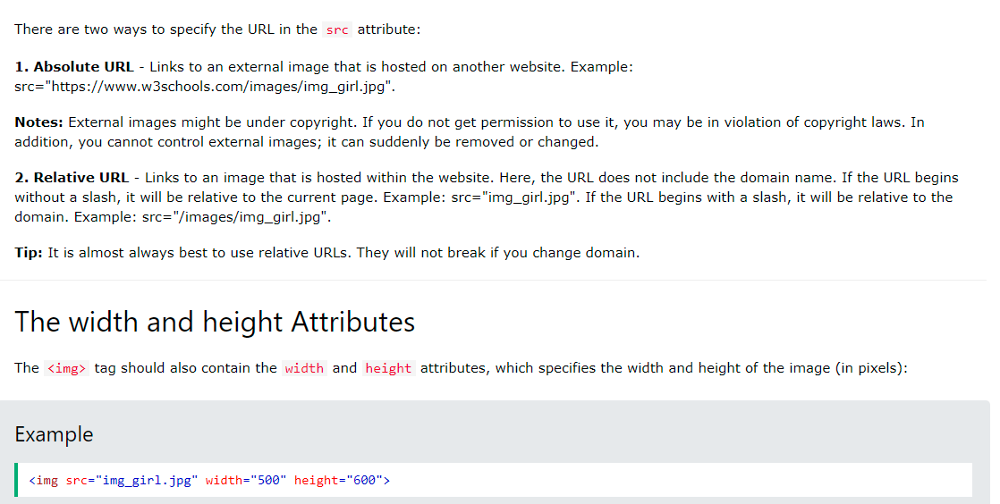 There are two ways to specify the URL in the src attribute:
1. Absolute URL - Links to an external image that is hosted on another website. Example:
src="https://www.w3schools.com/images/img_girl.jpg".
Notes: External images might be under copyright. If you do not get permission to use it, you may be in violation of copyright laws. In
addition, you cannot control external images; it can suddenly be removed or changed.
2. Relative URL - Links to an image that is hosted within the website. Here, the URL does not include the domain name. If the URL begins
without a slash, it will be relative to the current page. Example: src="img_girl.jpg". If the URL begins with a slash, it will be relative to the
domain. Example: src="/images/img_girl.jpg".
Tip: It is almost always best to use relative URLs. They will not break if you change domain.
The width and height Attributes
The <img> tag should also contain the width and height attributes, which specifies the width and height of the image (in pixels):
Example
<img src="img_girl.jpg" width="500" height="600">